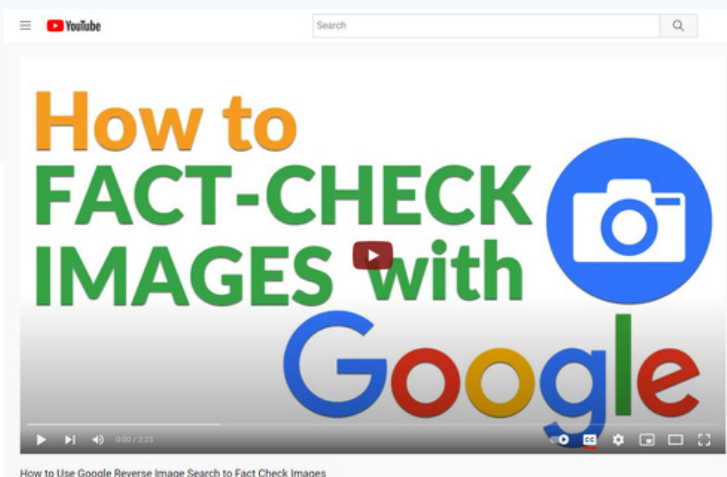 YouTube
Search
How to
FACT-CHECK
IMAGES with
Google
0:00 / 2:23
CC
How to Use Google Reverse Image Search to Fact Check Images